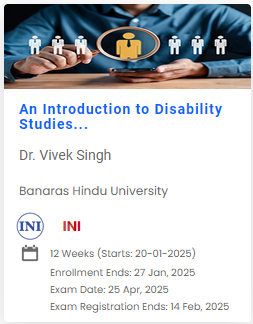 An Introduction to Disability
Studies...
Dr. Vivek Singh
Banaras Hindu University
INI INI
12 Weeks (Starts: 20-01-2025)
Enrollment Ends: 27 Jan, 2025
Exam Date: 25 Apr, 2025
Exam Registration Ends: 14 Feb, 2025